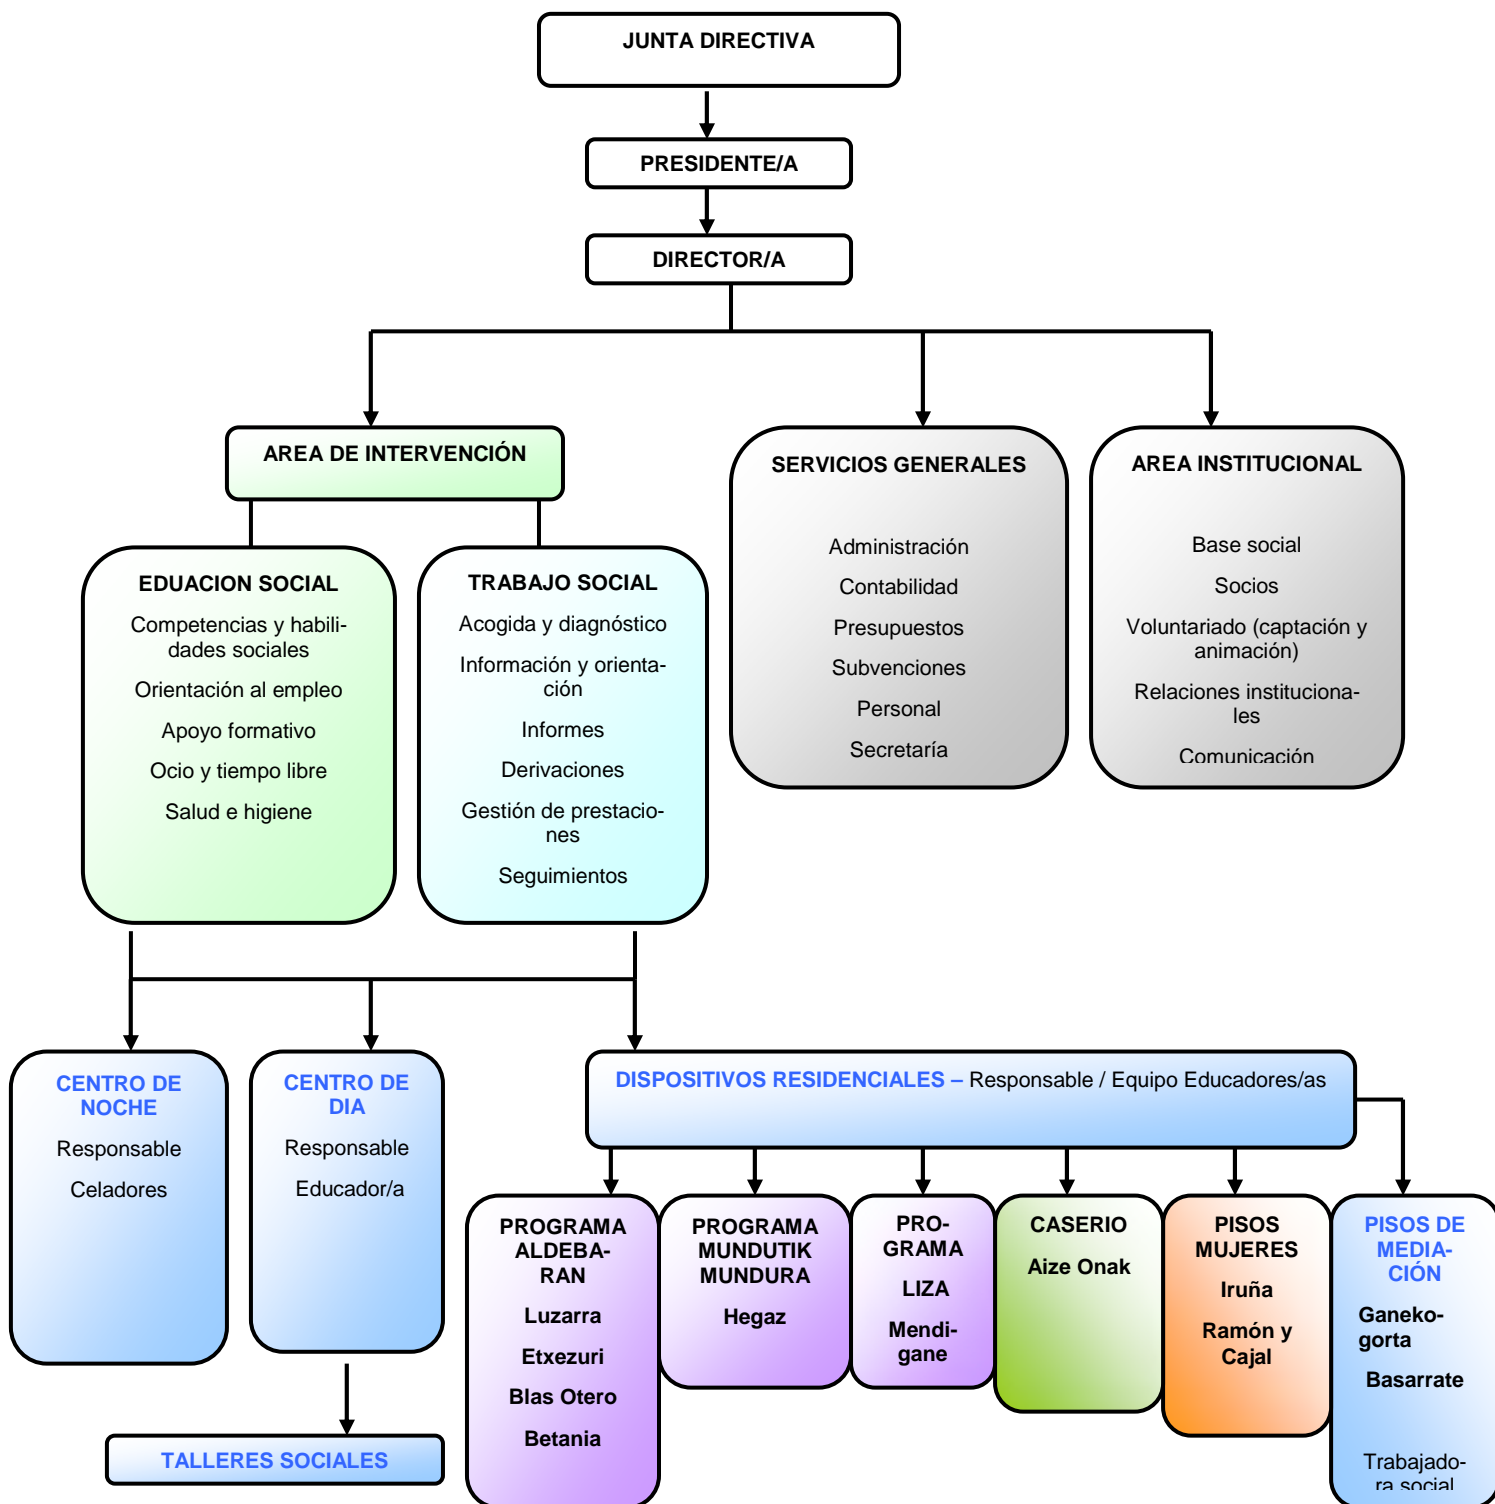 JUNTA DIRECTIVA
PRESIDENTE/A
DIRECTOR/A
AREA DE INTERVENCIÓN
SERVICIOS GENERALES
Administración
Contabilidad
Presupuestos
Subvenciones
Personal
Secretaría
AREA INSTITUCIONAL
Base social
Socios
Voluntariado (captación y
animación)
Relaciones instituciona-
les
Comunicación
EDUACION SOCIAL
Competencias y habili-
dades sociales
Orientación al empleo
Apoyo formativo
Ocio y tiempo libre
Salud e higiene
TRABAJO SOCIAL
Acogida y diagnóstico
Información y orienta-
ción
Informes
Derivaciones
Gestión de prestacio-
nes
Seguimientos
CENTRO DE
NOCHE
Responsable
Celadores
CENTRO DE
DIA
Responsable
Educador/a
TALLERES SOCIALES
DISPOSITIVOS RESIDENCIALES – Responsable / Equipo Educadores/as
PROGRAMA
ALDEBA-
RAN
Luzarra
Etxezuri
Blas Otero
Betania
PROGRAMA
MUNDUTIK
MUNDURA
Hegaz
PRO-
GRAMA
LIZA
Mendi-
gane
CASERIO
Aize Onak
PISOS
MUJERES
Iruña
Ramón y
Cajal
PISOS DE
MEDIA-
CIÓN
Ganeko-
gorta
Basarrate
Trabajado-
ra social